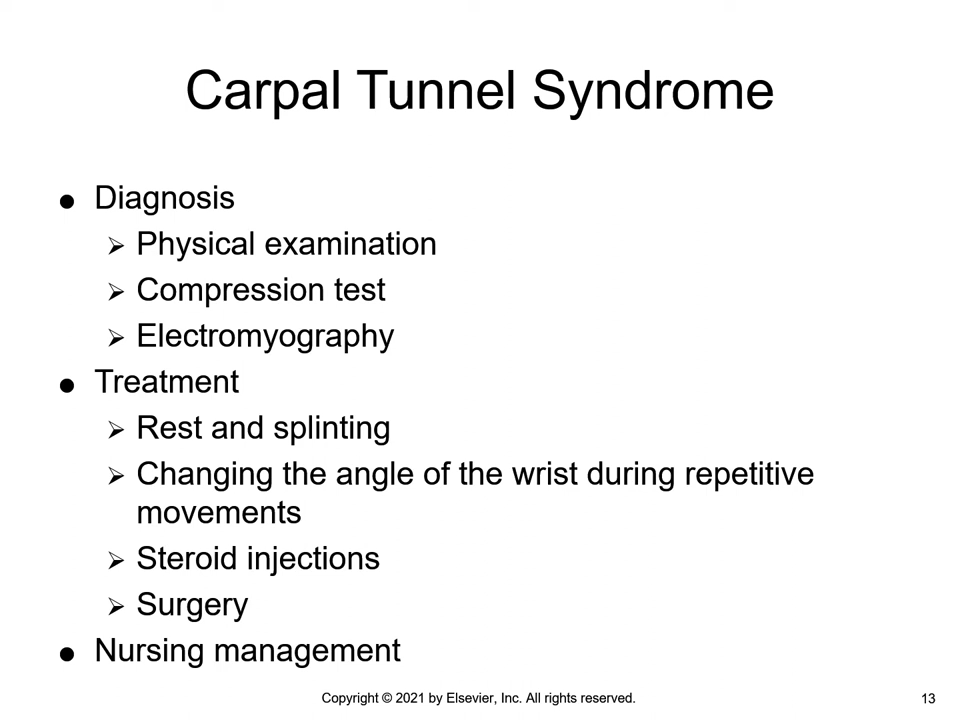 Carpal Tunnel Syndrome
● Diagnosis
➢ Physical examination
➢ Compression test
➢ Electromyography
● Treatment
➢ Rest and splinting
➢ Changing the angle of the wrist during repetitive
movements
➢ Steroid injections
➢ Surgery
● Nursing management
Copyright © 2021 by Elsevier, Inc. All rights reserved.
13